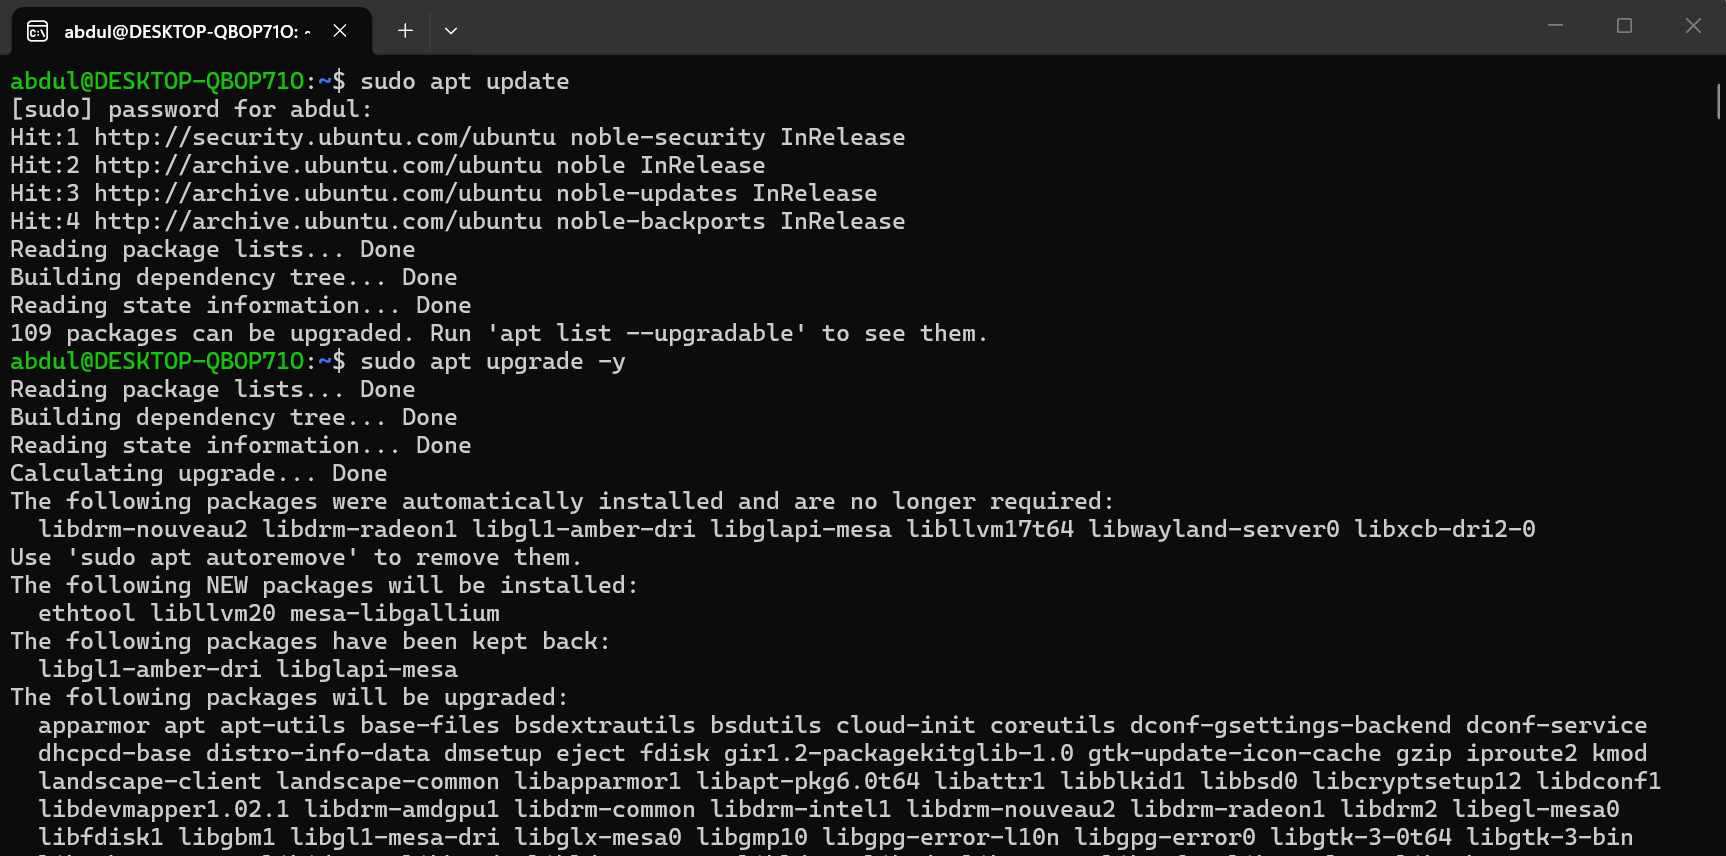 abdul@DESKTOP-QBOP71O: ~
abdul@DESKTOP-QBOP71O:~$ sudo apt update
[sudo] password for abdul:
Hit:1 http://security.ubuntu.com/ubuntu noble-security InRelease
Hit:2 http://archive.ubuntu.com/ubuntu noble InRelease
Hit:3 http://archive.ubuntu.com/ubuntu noble-updates InRelease
Hit:4 http://archive.ubuntu.com/ubuntu noble-backports InRelease
Reading package lists... Done
Building dependency tree... Done
Reading state information... Done
109 packages can be upgraded. Run 'apt list --upgradable' to see them.
abdul@DESKTOP-QBOP71O:~$ sudo apt upgrade -y
Reading package lists... Done
Building dependency tree... Done
Reading state information... Done
Calculating upgrade... Done
The following packages were automatically installed and are no longer required:
  libdrm-nouveau2 libdrm-radeon1 libgl1-amber-dri libglapi-mesa libllvm17t64 libwayland-server0 libxcb-dri2-0
Use 'sudo apt autoremove' to remove them.
The following NEW packages will be installed:
  ethtool libllvm20 mesa-libgallium
The following packages have been kept back:
  libgl1-amber-dri libglapi-mesa
The following packages will be upgraded:
  apparmor apt apt-utils base-files bsdextrautils bsdutils cloud-init coreutils dconf-gsettings-backend dconf-service
  dhcpcd-base distro-info-data dmsetup eject fdisk gir1.2-packagekitglib-1.0 gtk-update-icon-cache gzip iproute2 kmod
  landscape-client landscape-common libapparmor1 libapt-pkg6.0t64 libattr1 libblkid1 libbsd0 libcryptsetup12 libdconf1
  libdevmapper1.02.1 libdrm-amdgpu1 libdrm-common libdrm-intel1 libdrm-nouveau2 libdrm-radeon1 libdrm2 libegl-mesa0
  libfdisk1 libgbm1 libgl1-mesa-dri libglx-mesa0 libgmp10 libgpg-error-l10n libgpg-error0 libgtk-3-0t64 libgtk-3-bin